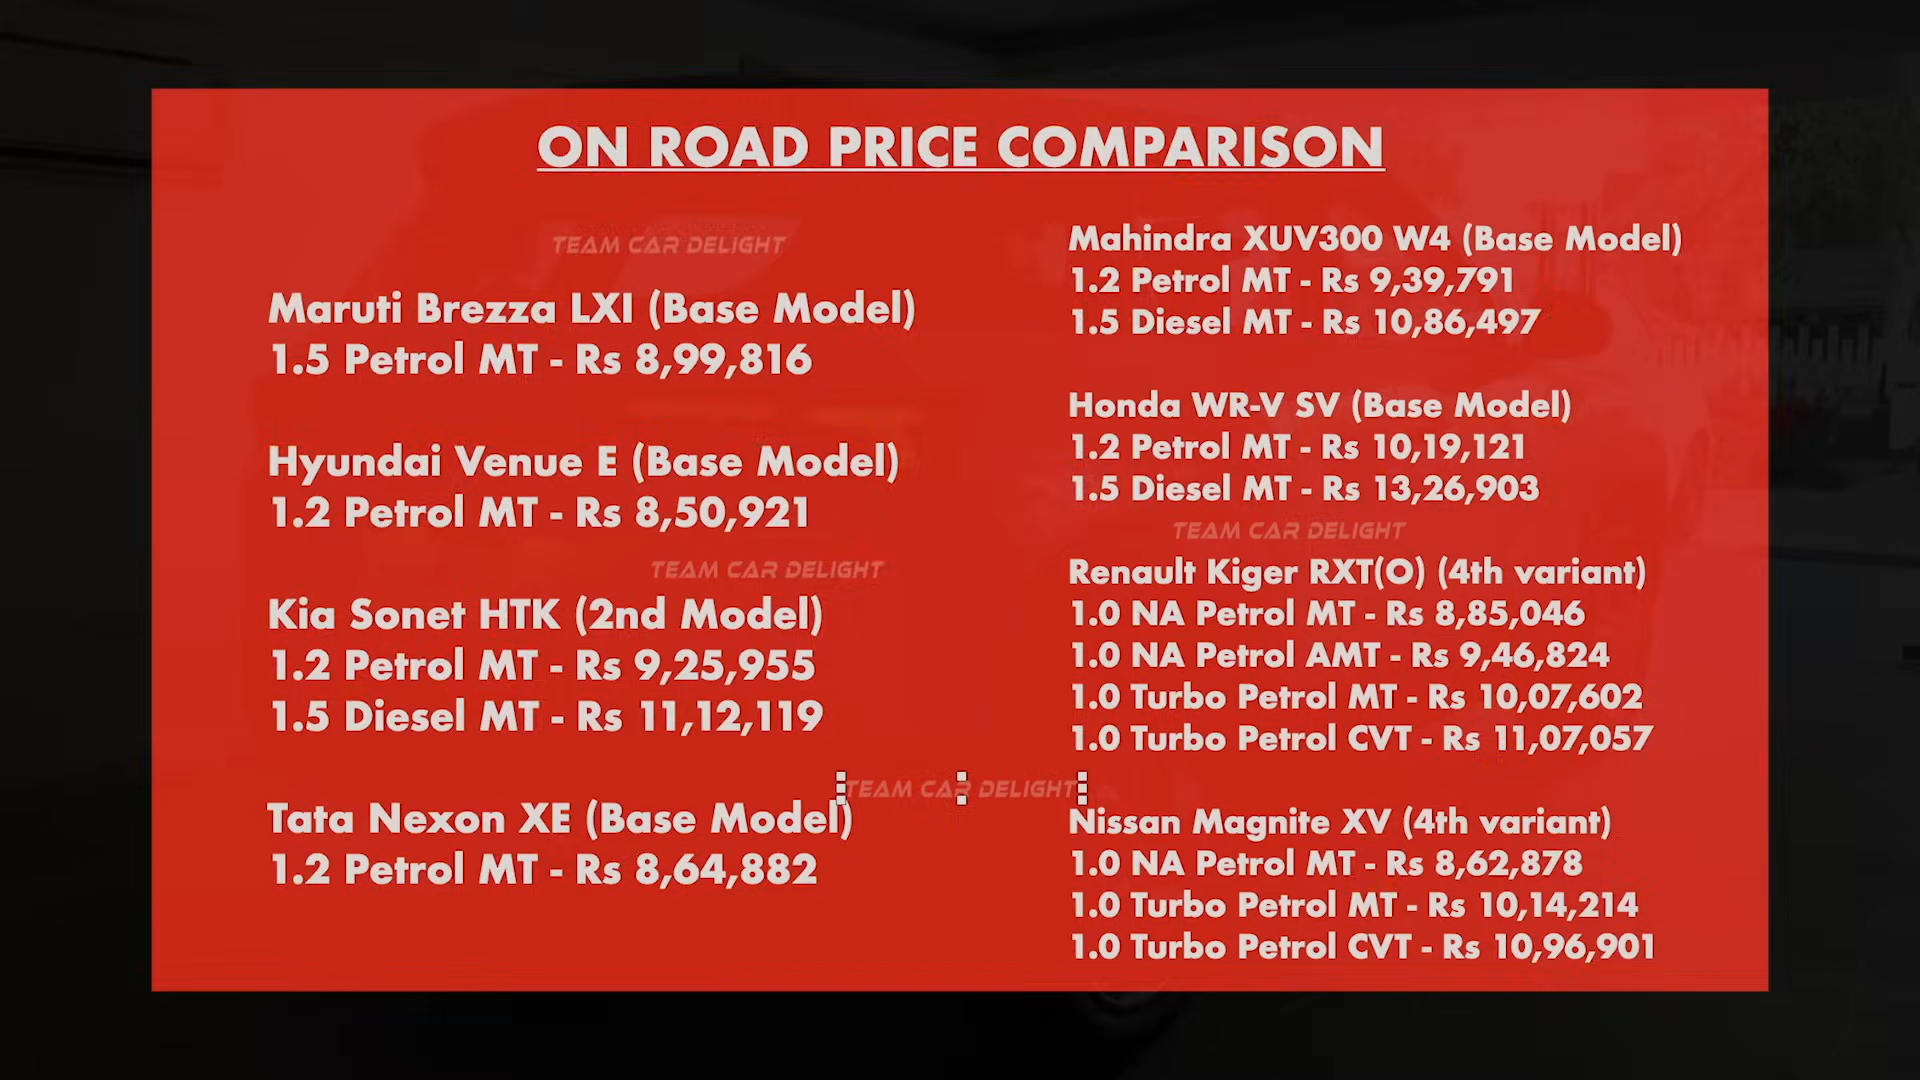 ON ROAD PRICE COMPARISON
TEAM CAR DELIGHT
Maruti Brezza LXI (Base Model)
1.5 Petrol MT - Rs 8,99,816
Hyundai Venue E (Base Model)
1.2 Petrol MT - Rs 8,50,921
TEAM CAR DELIGHT
Kia Sonet HTK (2nd Model)
1.2 Petrol MT - Rs 9,25,955
1.5 Diesel MT - Rs 11,12,119
TEAM CAR DELIGHT
Tata Nexon XE (Base Model)
1.2 Petrol MT - Rs 8,64,882
Mahindra XUV300 W4 (Base Model)
1.2 Petrol MT - Rs 9,39,791
1.5 Diesel MT - Rs 10,86,497
Honda WR-V SV (Base Model)
1.2 Petrol MT - Rs 10,19,121
1.5 Diesel MT - Rs 13,26,903
TEAM CAR DELIGHT
Renault Kiger RXT(O) (4th variant)
1.0 NA Petrol MT - Rs 8,85,046
1.0 NA Petrol AMT - Rs 9,46,824
1.0 Turbo Petrol MT - Rs 10,07,602
1.0 Turbo Petrol CVT - Rs 11,07,057
Nissan Magnite XV (4th variant)
1.0 NA Petrol MT - Rs 8,62,878
1.0 Turbo Petrol MT - Rs 10,14,214
1.0 Turbo Petrol CVT - Rs 10,96,901